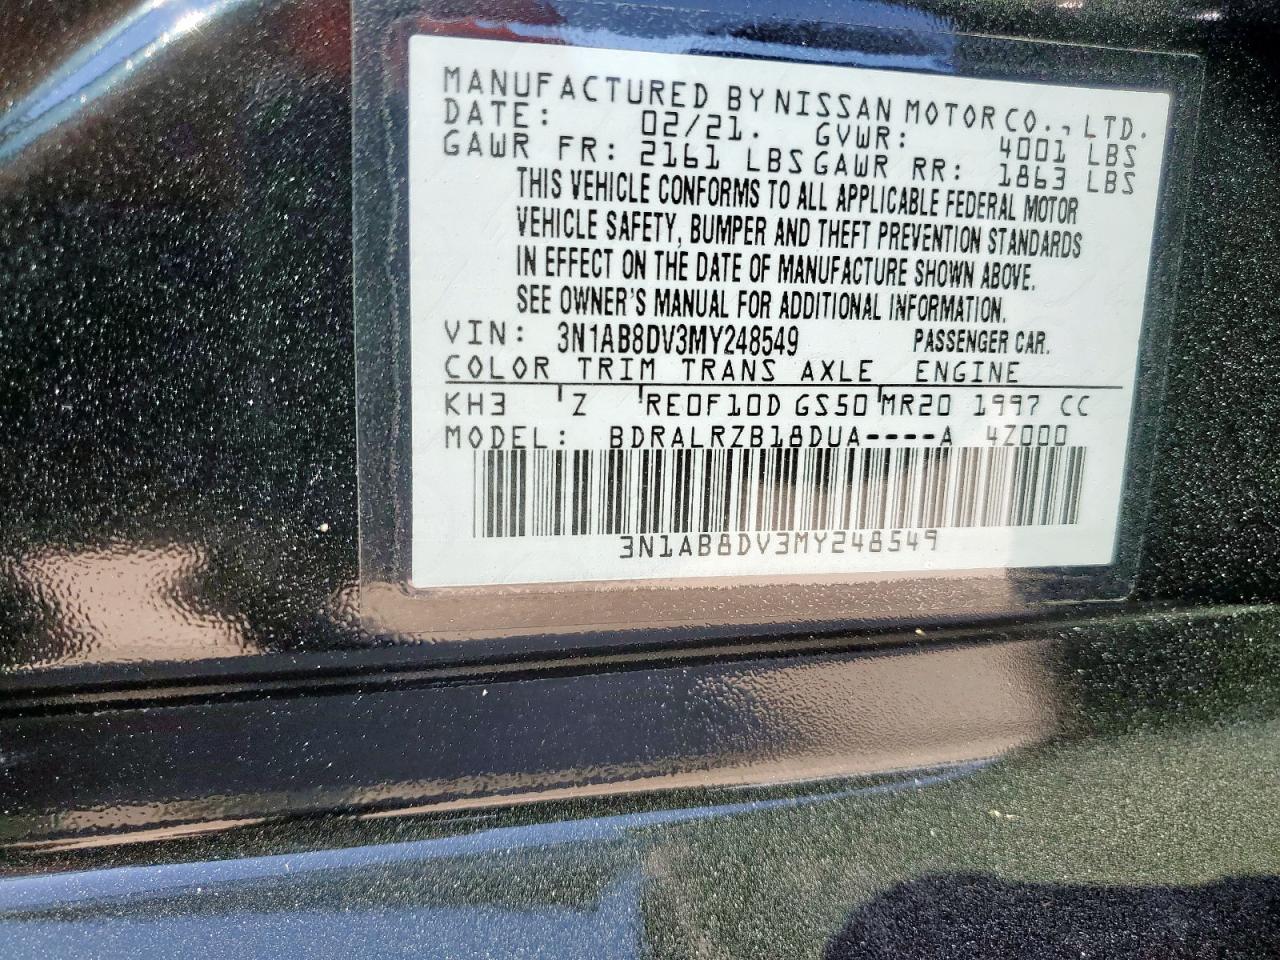 MANUFACTURED BY NISSAN MOTOR CO., LTD.
DATE: 02/21. GVWR: 4001 LBS
GAWR FR: 2161 LBS GAWR RR: 1863 LBS
THIS VEHICLE CONFORMS TO ALL APPLICABLE FEDERAL MOTOR
VEHICLE SAFETY, BUMPER AND THEFT PREVENTION STANDARDS
IN EFFECT ON THE DATE OF MANUFACTURE SHOWN ABOVE.
SEE OWNER'S MANUAL FOR ADDITIONAL INFORMATION.
VIN: 3N1AB8DV3MY248549 PASSENGER CAR.
COLOR TRIM TRANS AXLE ENGINE
KH3 Z RE0F10D GS50 MR20 1997 CC
MODEL: BDRALRZB18DUA----A 4Z000
3N1AB8DV3MY248549